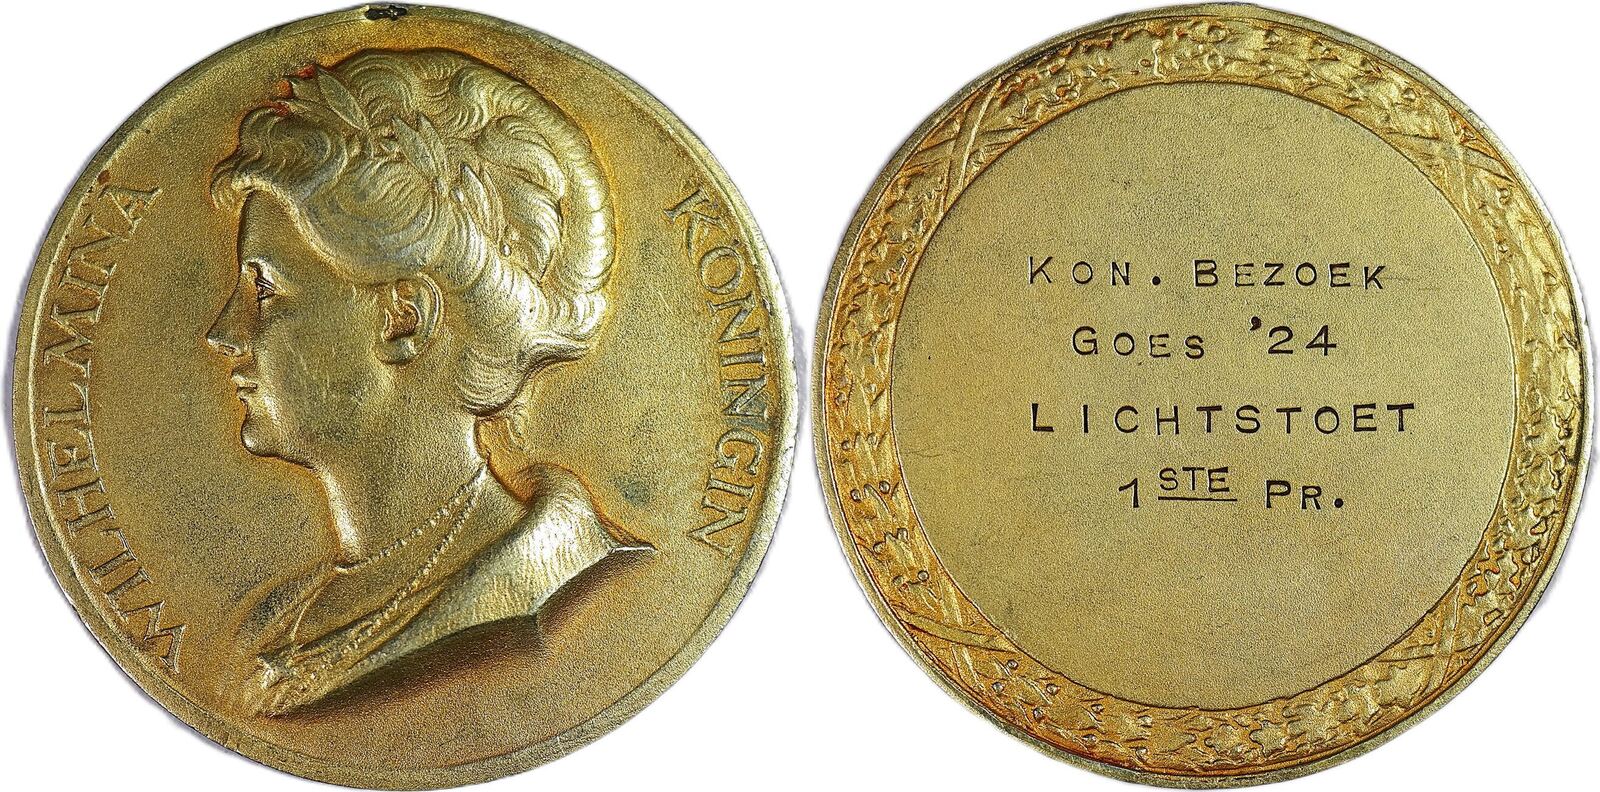 WILHELMINA
KONINGIN
KON. BEZOEK
GOES '24
LICHTSTOET
1STE PR.